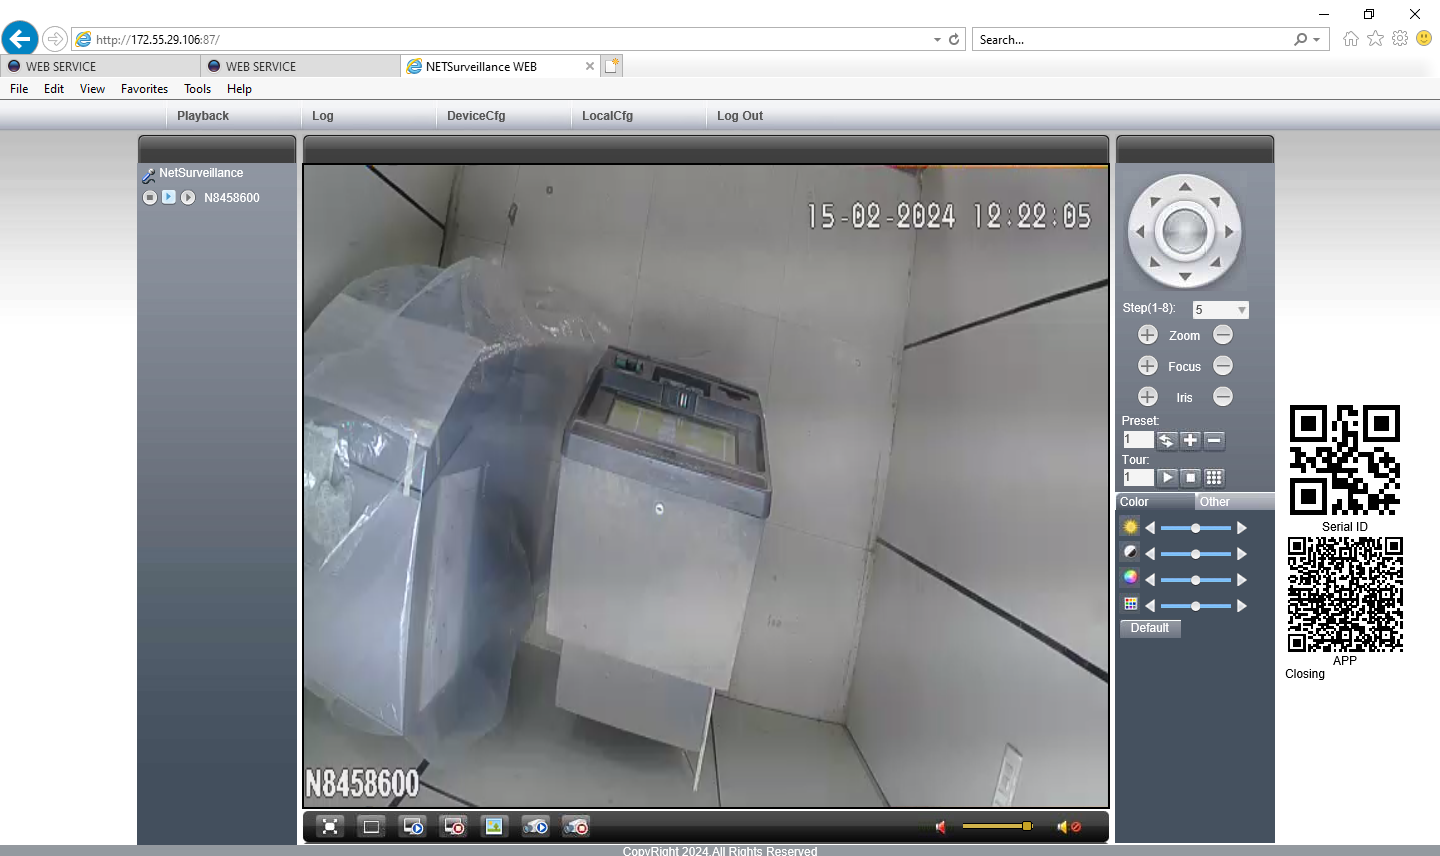 http://172.55.29.106:87/
Search...
WEB SERVICE
WEB SERVICE
NETSurveillance WEB
File Edit View Favorites Tools Help
Playback Log DeviceCfg LocalCfg Log Out
NetSurveillance
N8458600
15-02-2024 12:22:05
N8458600
Step(1-8): 5
Zoom
Focus
Iris
Preset:
1
Tour:
1
Color Other
Default
Serial ID
APP
Closing
CopyRight 2024.All Rights Reserved